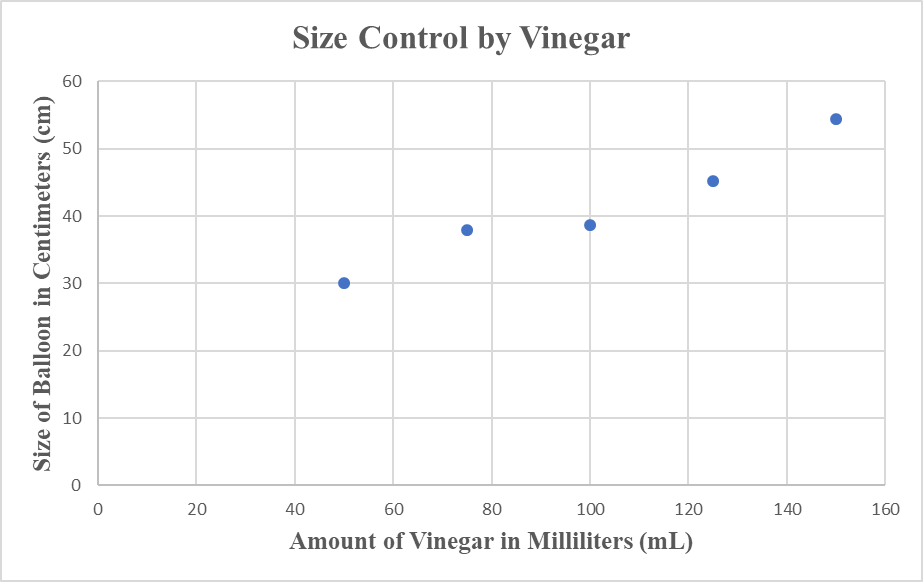 Size Control by Vinegar
60
50
40
30
20
10
0
Size of Balloon in Centimeters (cm)
0 20 40 60 80 100 120 140 160
Amount of Vinegar in Milliliters (mL)